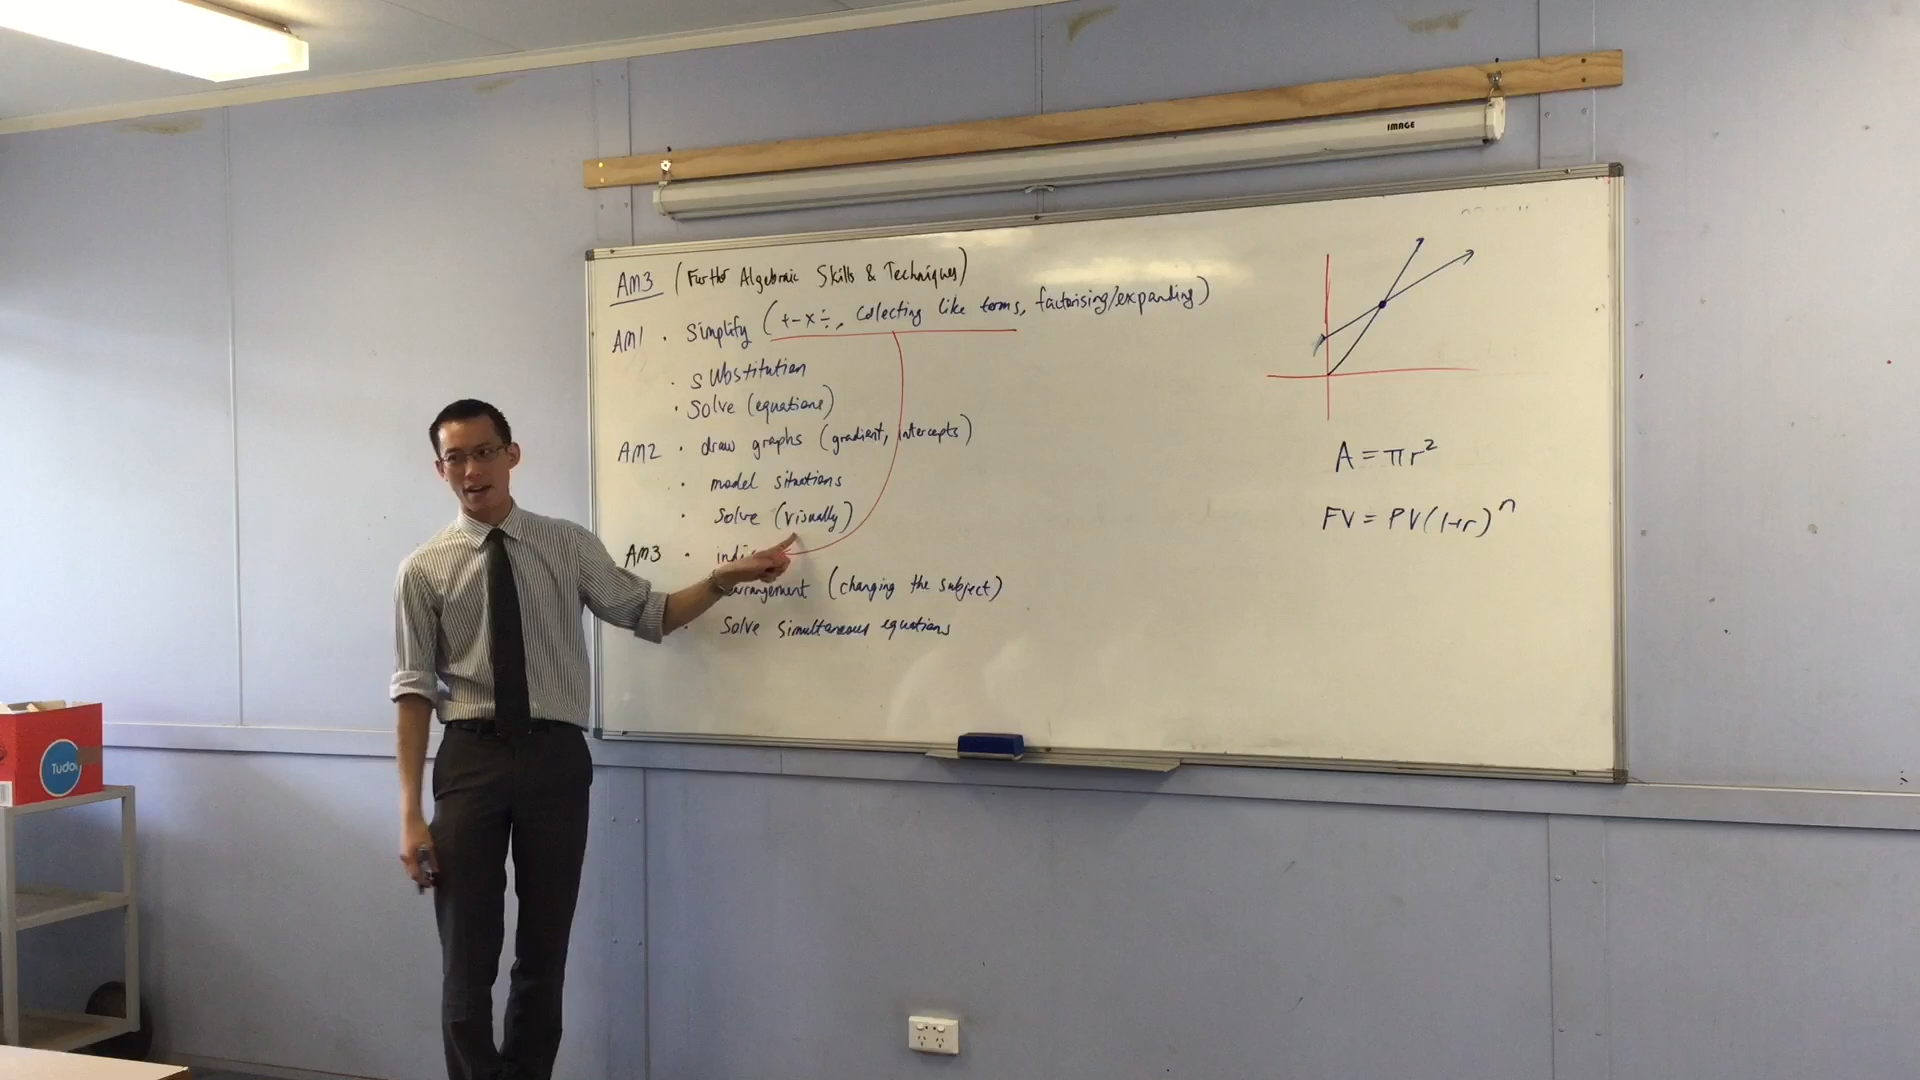 IMAGE
AM3 (Further Algebraic Skills & Techniques)
AM1 • Simplify (+ - × ÷, collecting like terms, factorising/expanding)
• substitution
• Solve (equations)
AM2 • draw graphs (gradient, intercepts)
• model situations
• Solve (visually)
AM3 •
(changing the subject)
• Solve simultaneous equations
A = πr²
FV = PV(1+r)ⁿ
Tudor